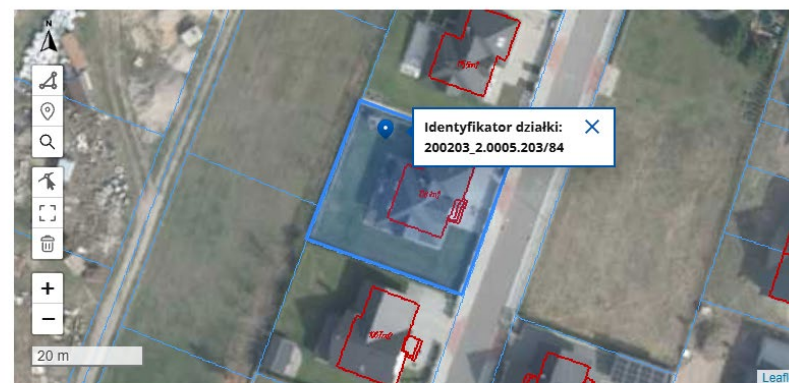 N
Identyfikator działki:
200203_2.0005.203/84
+
−
20 m
Leafl